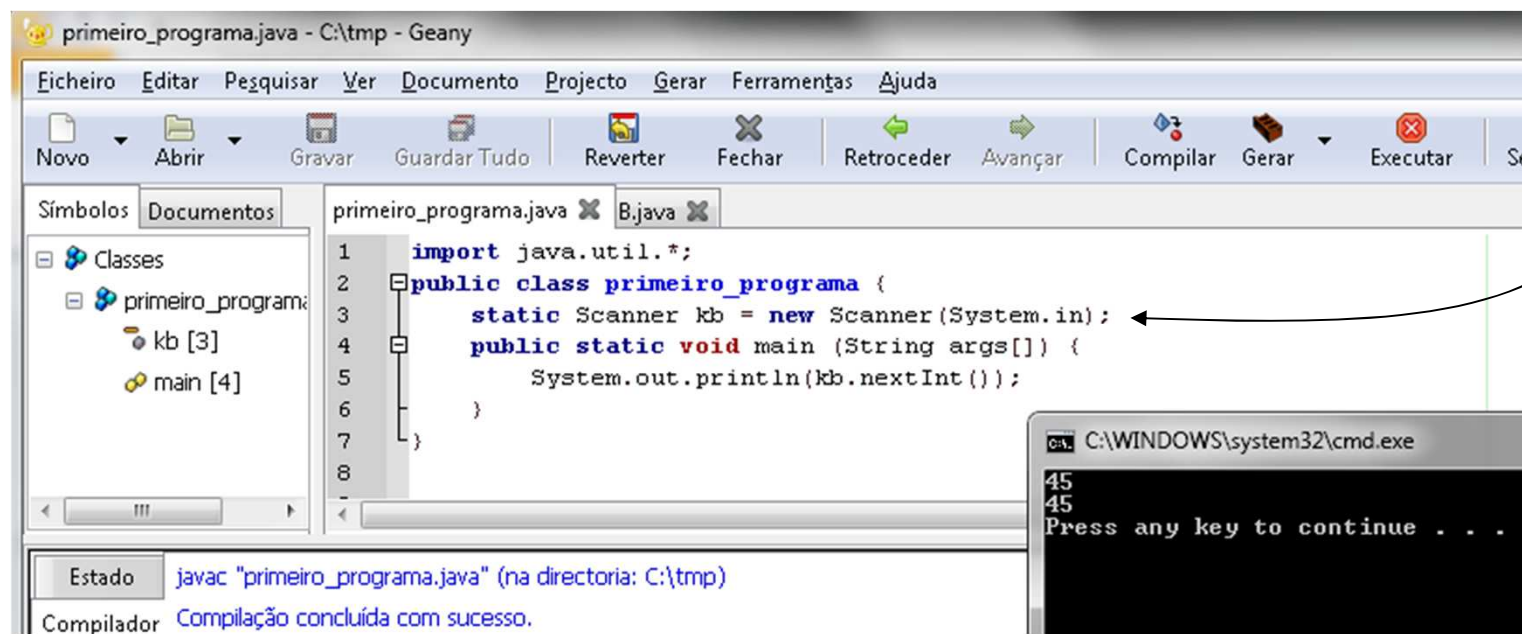 primeiro_programa.java - C:\tmp - Geany
Ficheiro Editar Pesquisar Ver Documento Projecto Gerar Ferramentas Ajuda
Novo Abrir Gravar Guardar Tudo Reverter Fechar Retroceder Avançar Compilar Gerar Executar
Símbolos Documentos primeiro_programa.java B.java
Classes
primeiro_programa
kb [3]
main [4]
1 import java.util.*;
2 public class primeiro_programa {
3 static Scanner kb = new Scanner(System.in);
4 public static void main (String args[]) {
5 System.out.println(kb.nextInt());
6 }
7 }
8
C:\WINDOWS\system32\cmd.exe
45
45
Press any key to continue . . .
Estado javac "primeiro_programa.java" (na directoria: C:\tmp)
Compilador Compilação concluída com sucesso.